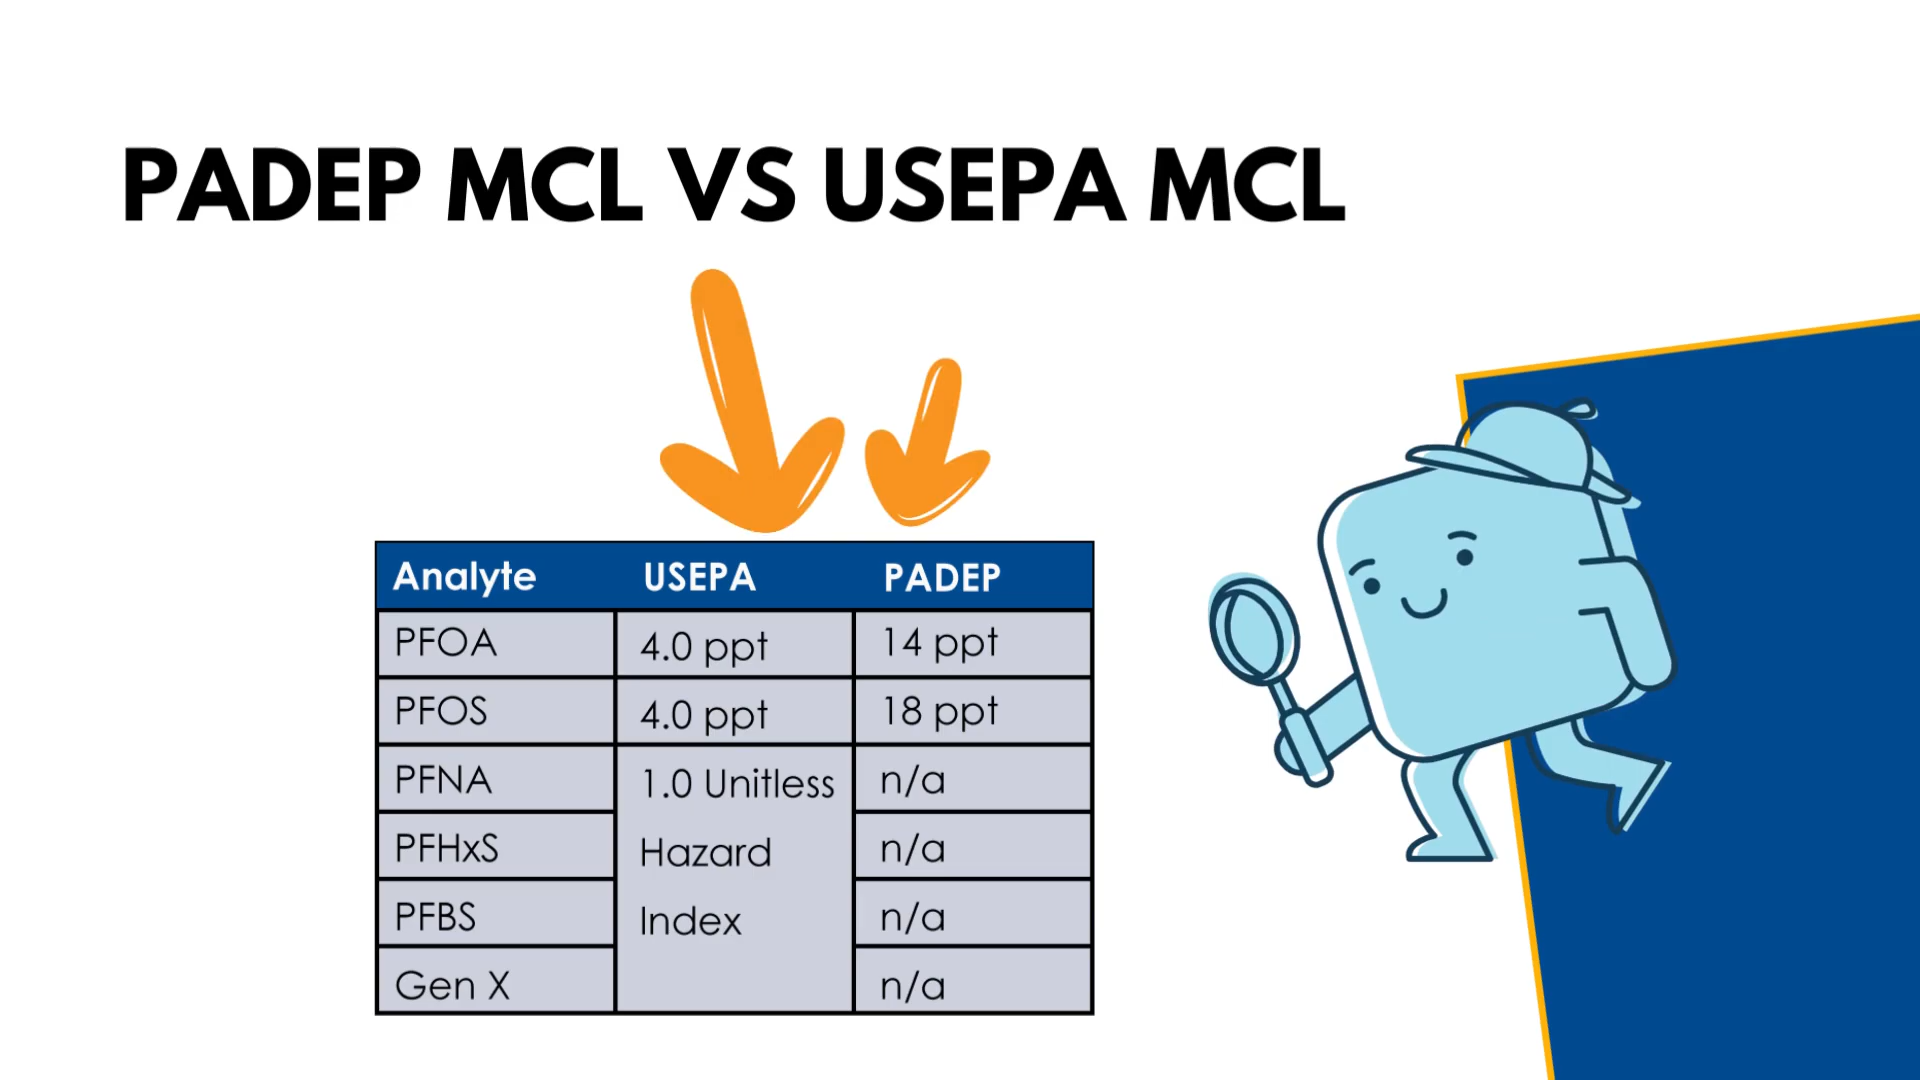 PADEP MCL VS USEPA MCL
Analyte USEPA PADEP
PFOA 4.0 ppt 14 ppt
PFOS 4.0 ppt 18 ppt
PFNA 1.0 Unitless n/a
PFHxS Hazard n/a
PFBS Index n/a
Gen X n/a